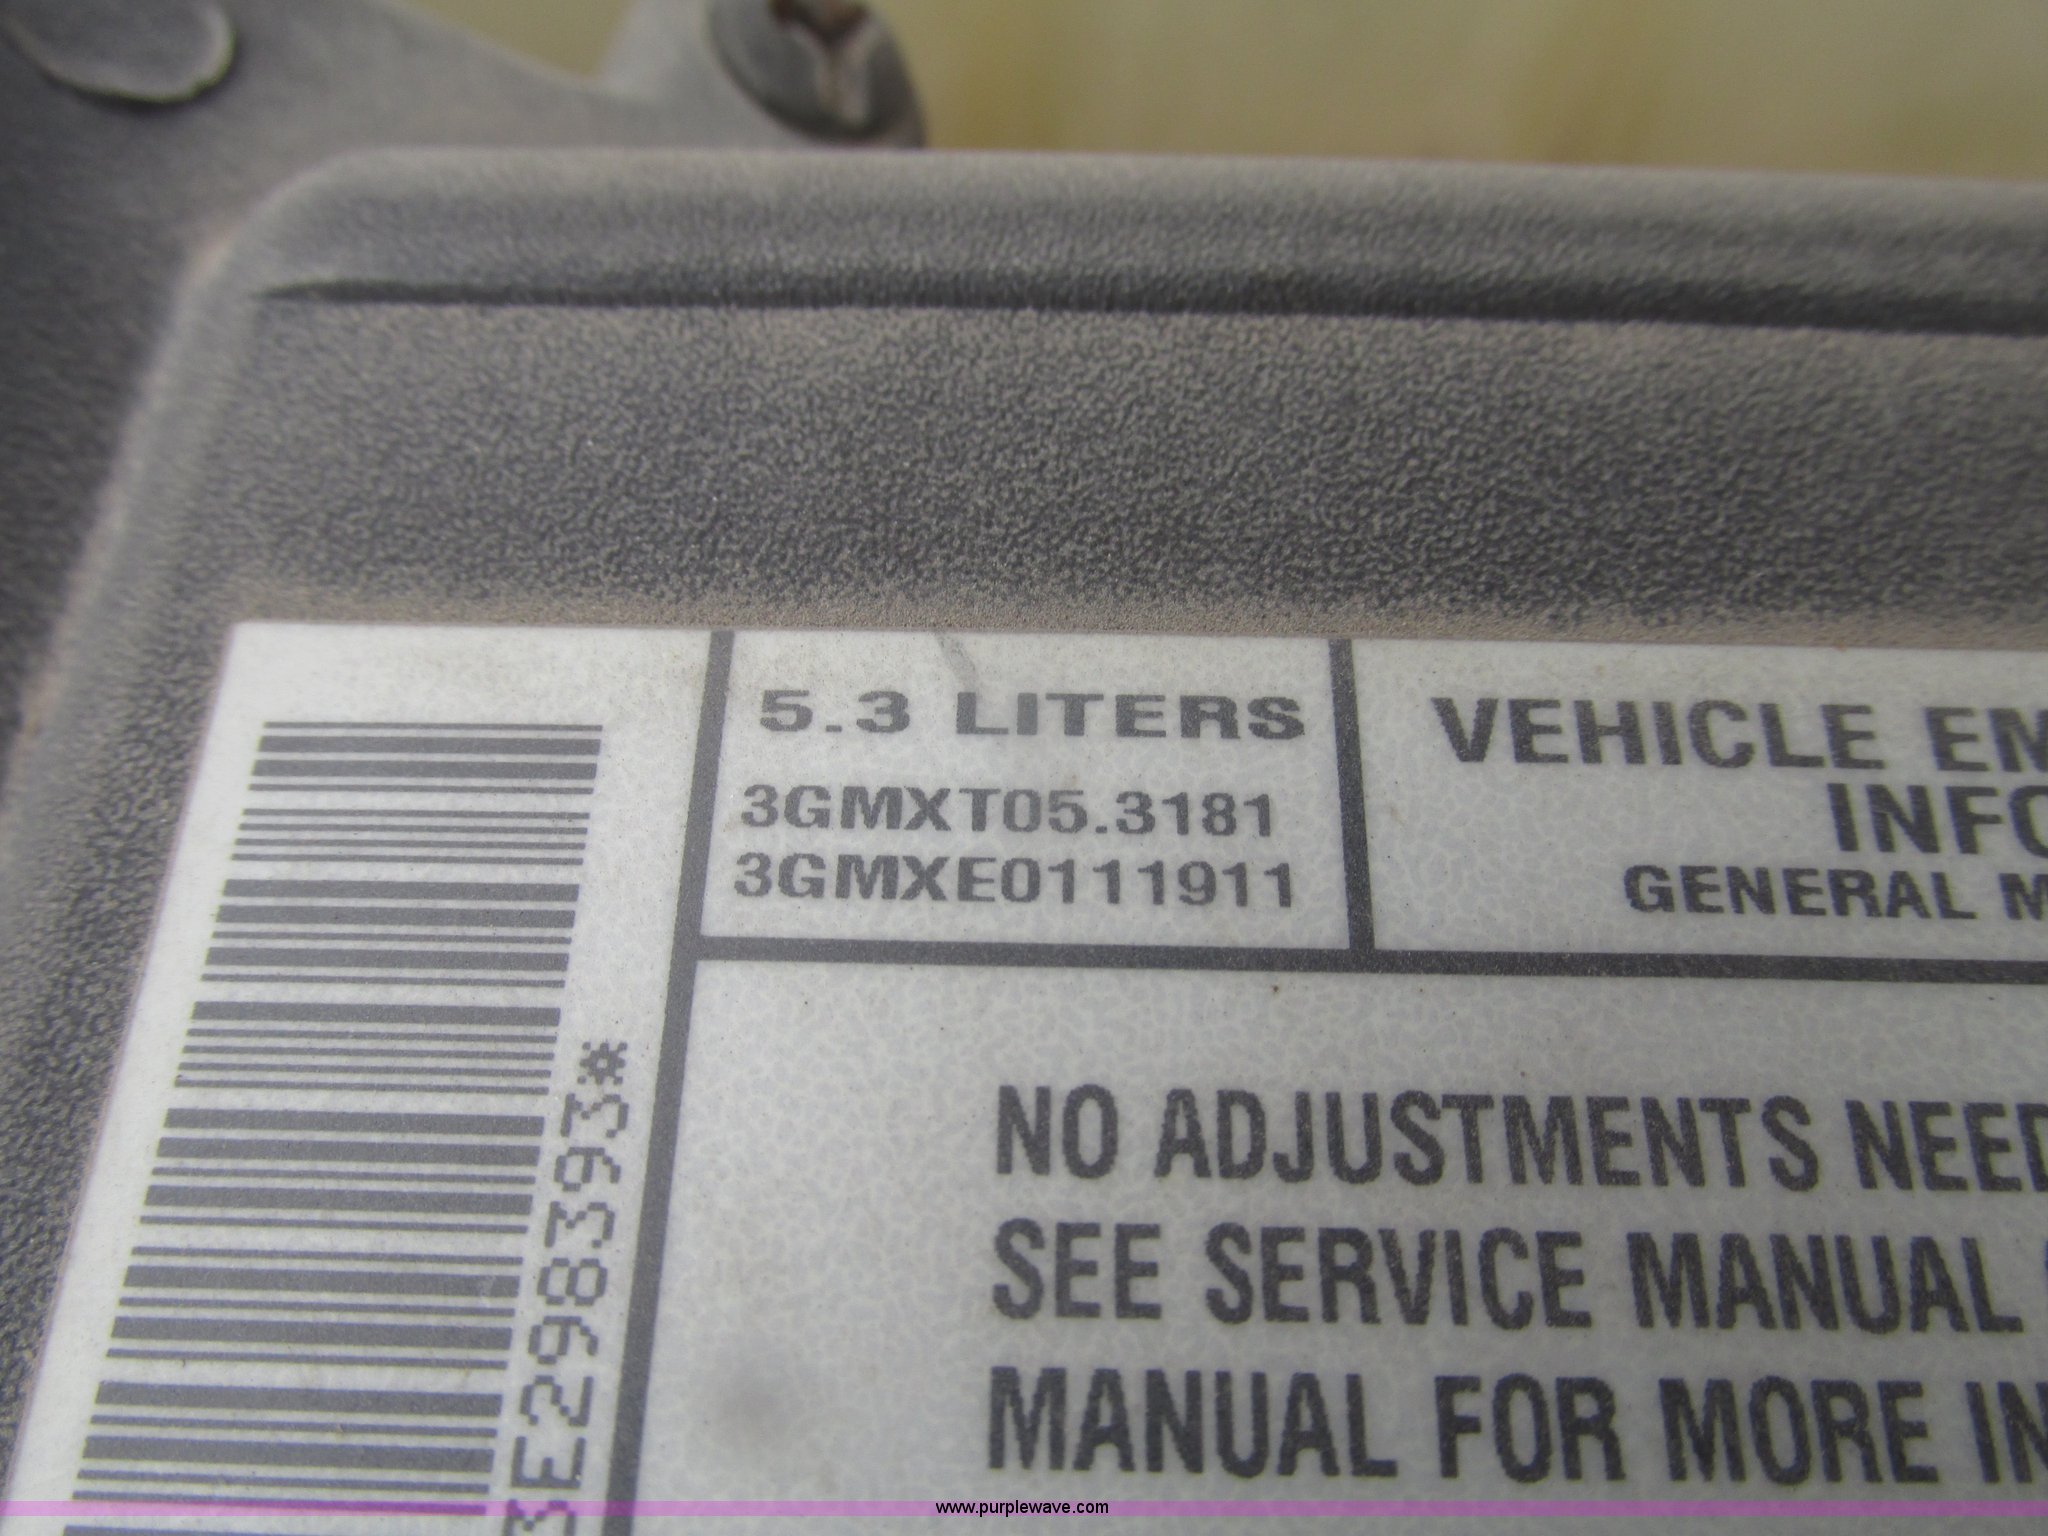 5.3 LITERS
3GMXT05.3181
3GMXE0111911
VEHICLE EM
INFO
GENERAL M
NO ADJUSTMENTS NEED
SEE SERVICE MANUAL
MANUAL FOR MORE IN
3E298393*
www.purplewave.com